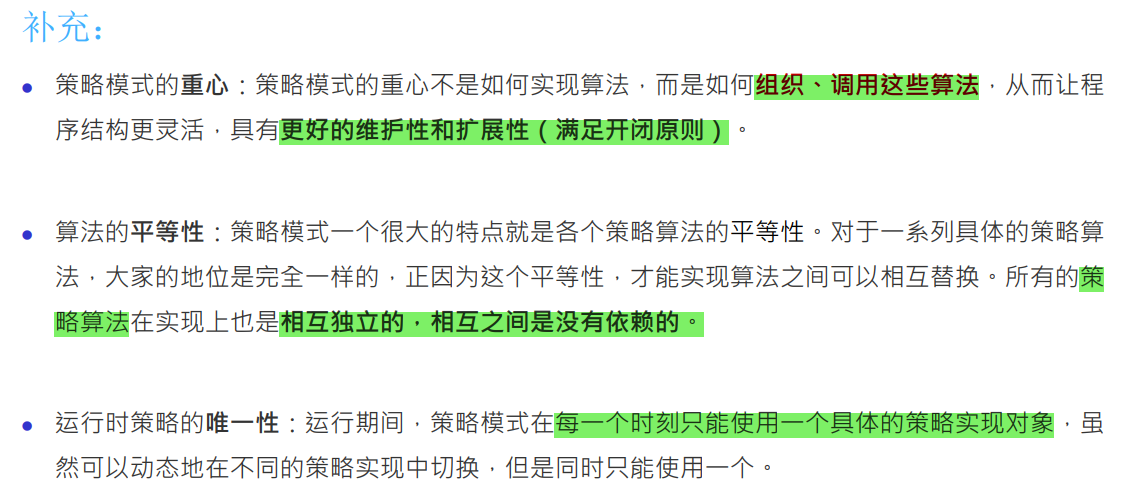 补充：
策略模式的重心：策略模式的重心不是如何实现算法，而是如何组织、调用这些算法，从而让程
序结构更灵活，具有更好的维护性和扩展性（满足开闭原则）。
算法的平等性：策略模式一个很大的特点就是各个策略算法的平等性。对于一系列具体的策略算
法，大家的地位是完全一样的，正因为这个平等性，才能实现算法之间可以相互替换。所有的策
略算法在实现上也是相互独立的，相互之间是没有依赖的。
运行时策略的唯一性：运行期间，策略模式在每一个时刻只能使用一个具体的策略实现对象，虽
然可以动态地在不同的策略实现中切换，但是同时只能使用一个。